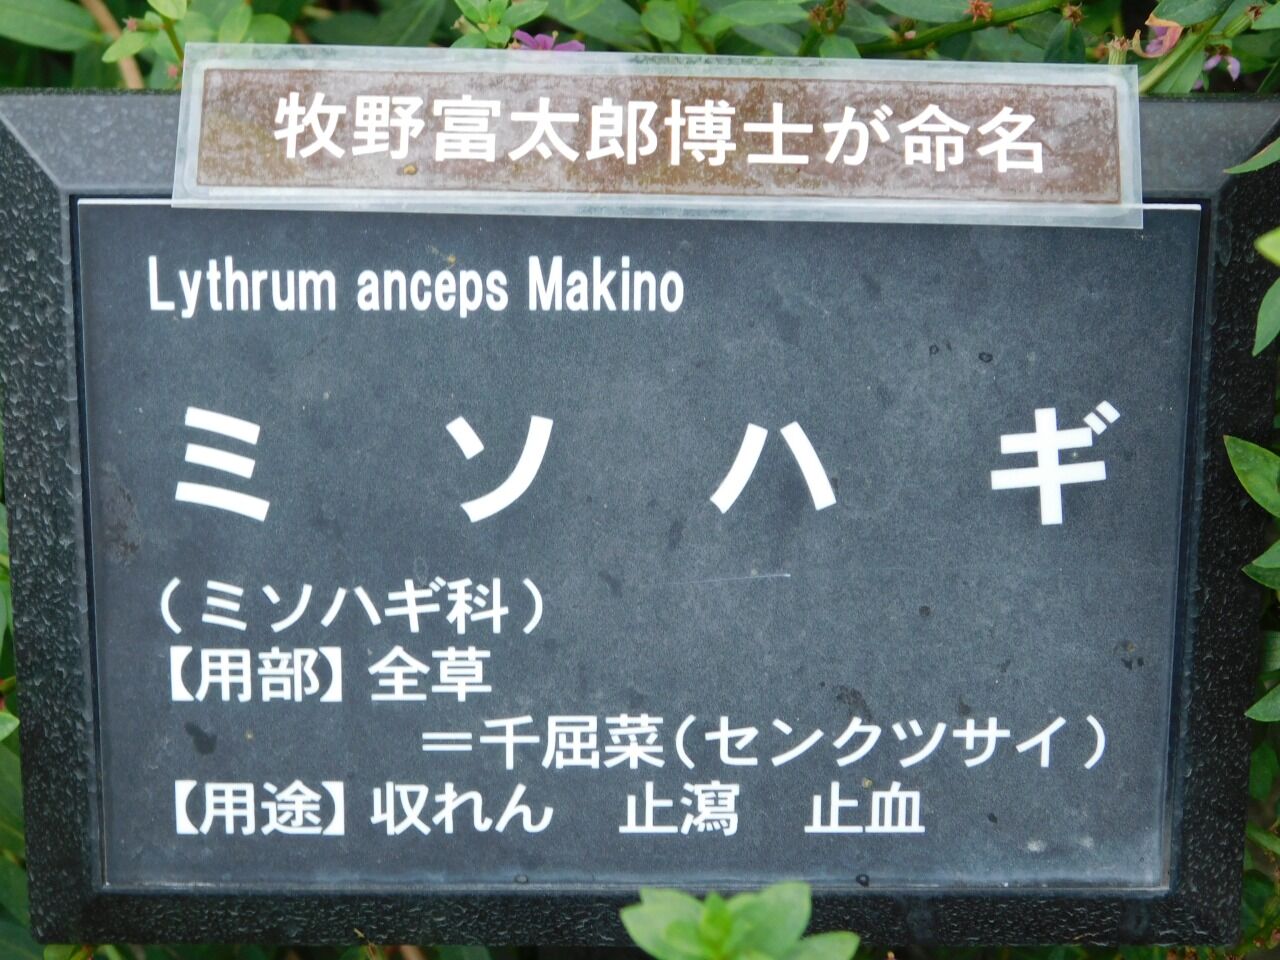 牧野富太郎博士が命名
Lythrum anceps Makino
ミソハギ
（ミソハギ科）
【用部】全草
＝千屈菜（センクツサイ）
【用途】収れん　止瀉　止血